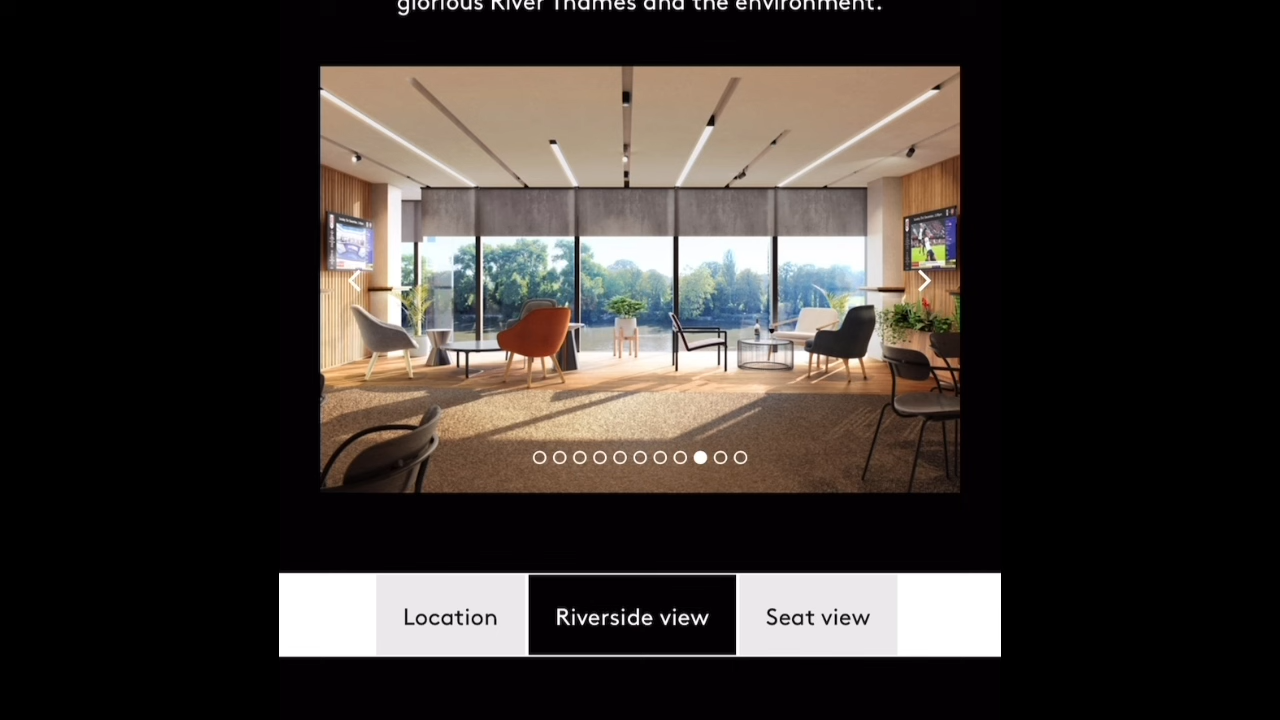 glorious River Thames and the environment.
Location
Riverside view
Seat view